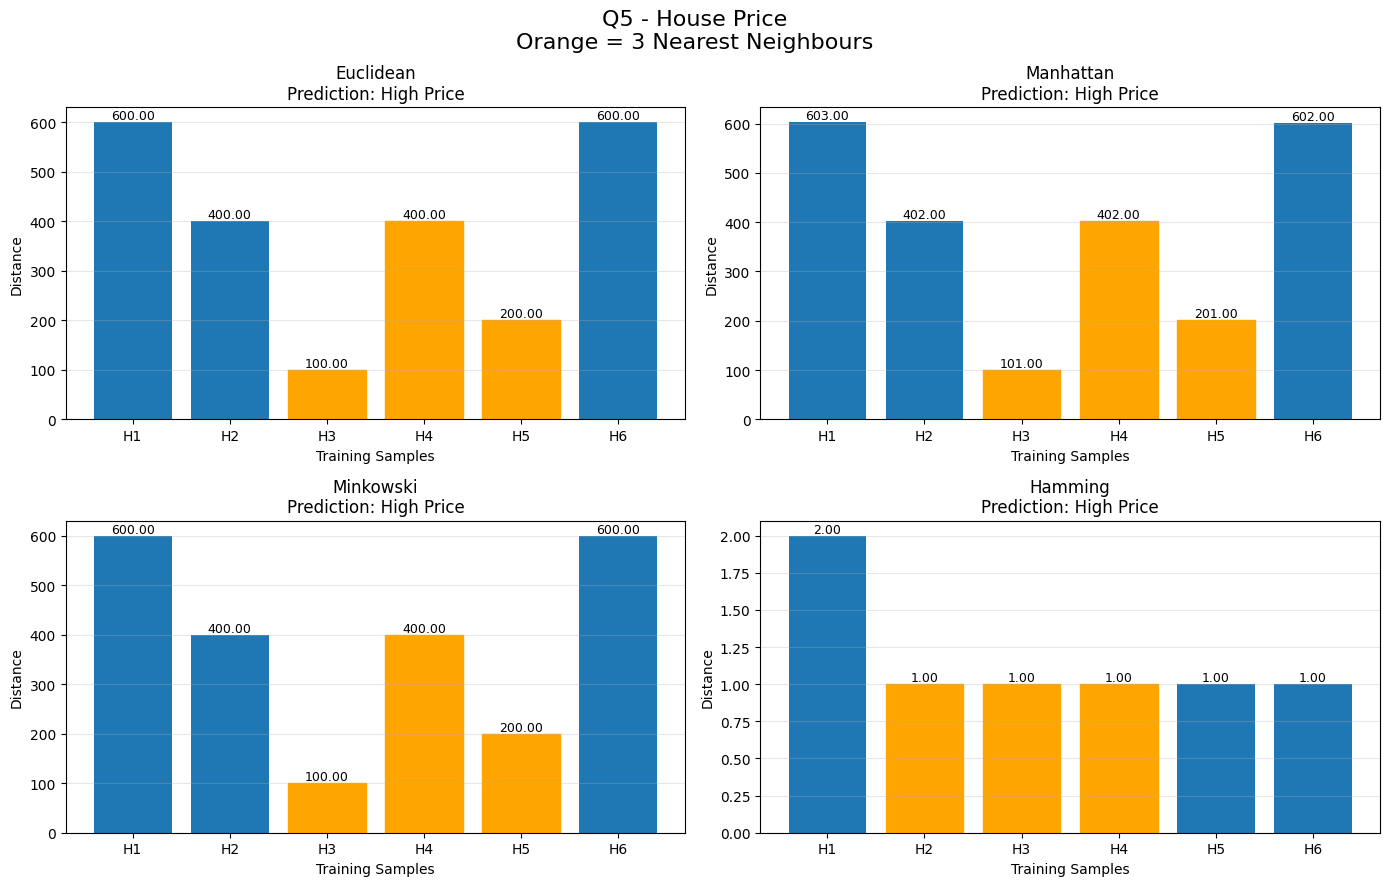 Q5 - House Price
Orange = 3 Nearest Neighbours
Euclidean
Prediction: High Price
600.00
400.00
100.00
400.00
200.00
600.00
600
500
400
300
200
100
0
Distance
H1 H2 H3 H4 H5 H6
Training Samples
Manhattan
Prediction: High Price
603.00
402.00
101.00
402.00
201.00
602.00
600
500
400
300
200
100
0
Distance
H1 H2 H3 H4 H5 H6
Training Samples
Minkowski
Prediction: High Price
600.00
400.00
100.00
400.00
200.00
600.00
600
500
400
300
200
100
0
Distance
H1 H2 H3 H4 H5 H6
Training Samples
Hamming
Prediction: High Price
2.00
1.00
1.00
1.00
1.00
1.00
2.00
1.75
1.50
1.25
1.00
0.75
0.50
0.25
0.00
Distance
H1 H2 H3 H4 H5 H6
Training Samples